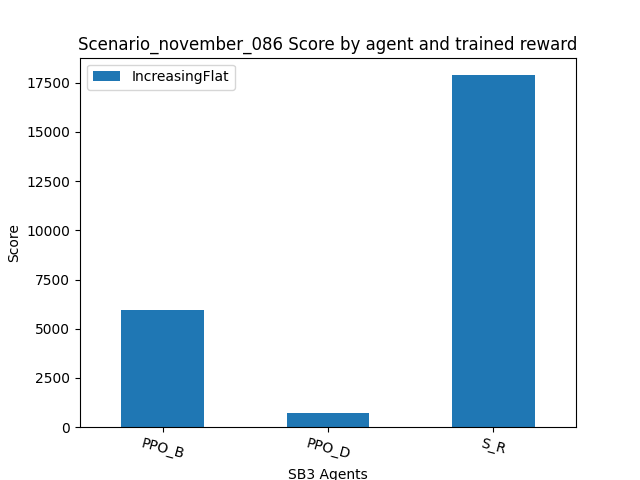 Scenario_november_086 Score by agent and trained reward
IncreasingFlat
Score
17500
15000
12500
10000
7500
5000
2500
0
PPO_B
PPO_D
S_R
SB3 Agents